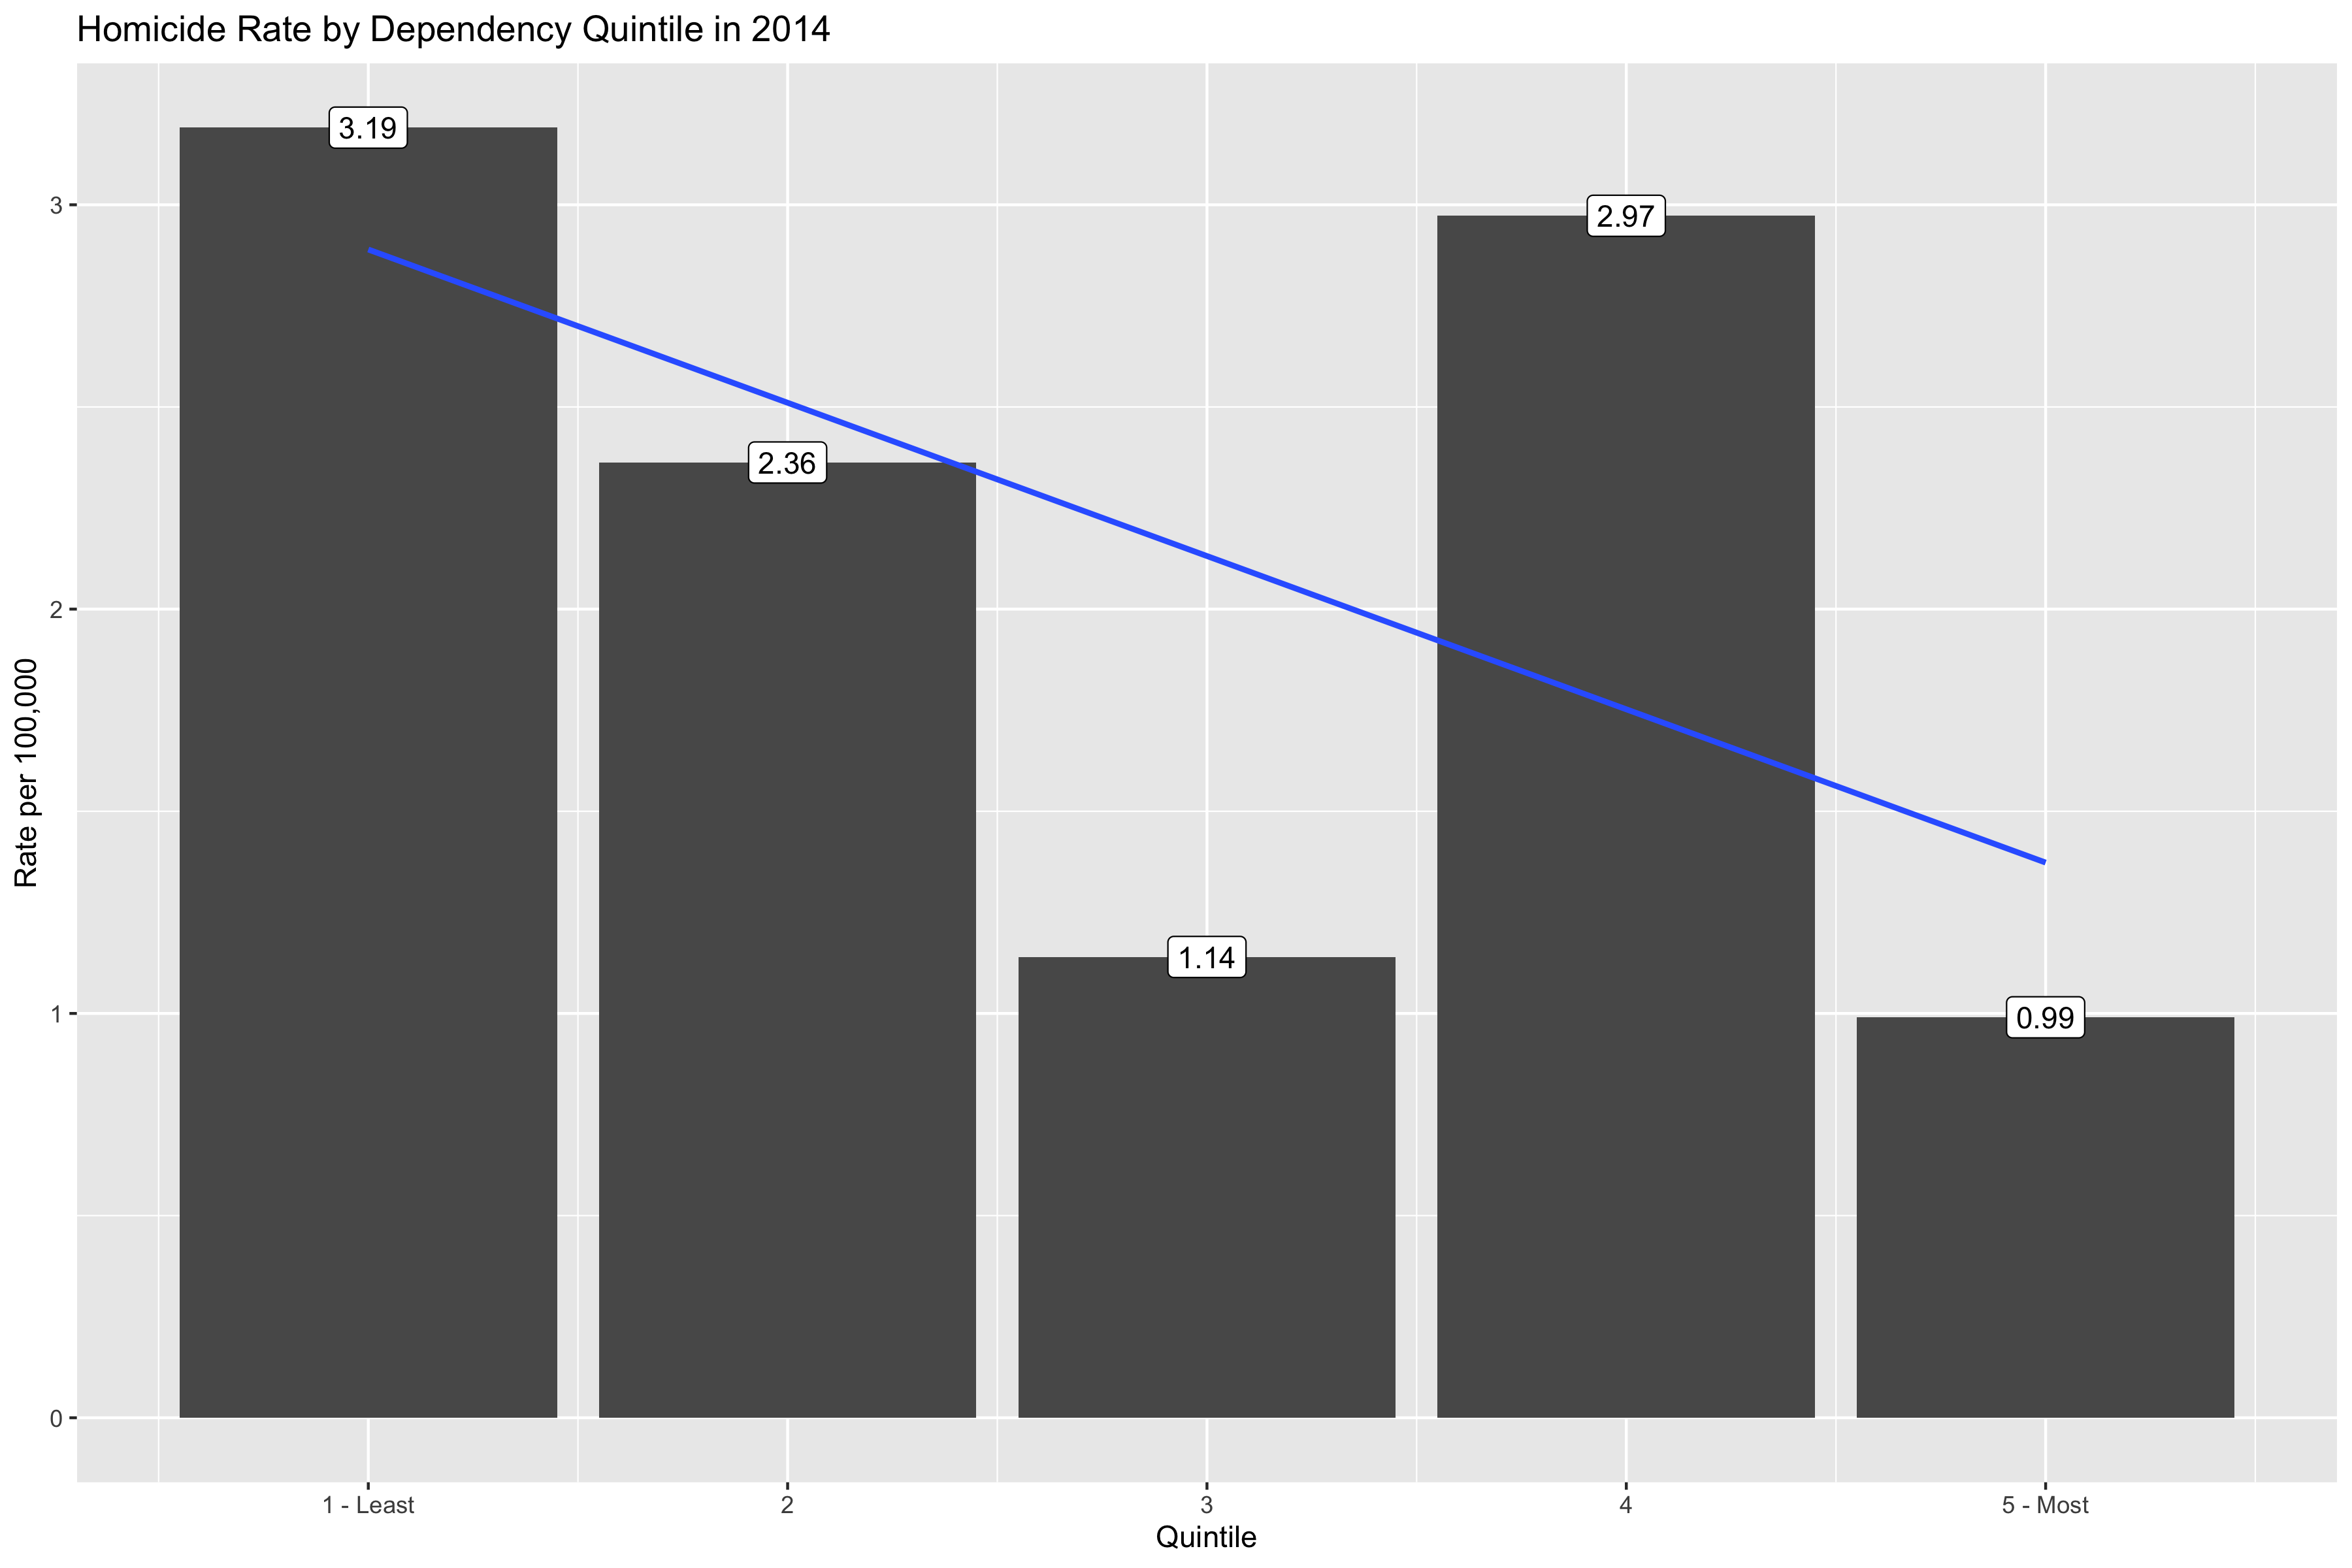 Homicide Rate by Dependency Quintile in 2014
Rate per 100,000
3
2
1
0
3.19
2.36
1.14
2.97
0.99
1 - Least
2
3
4
5 - Most
Quintile